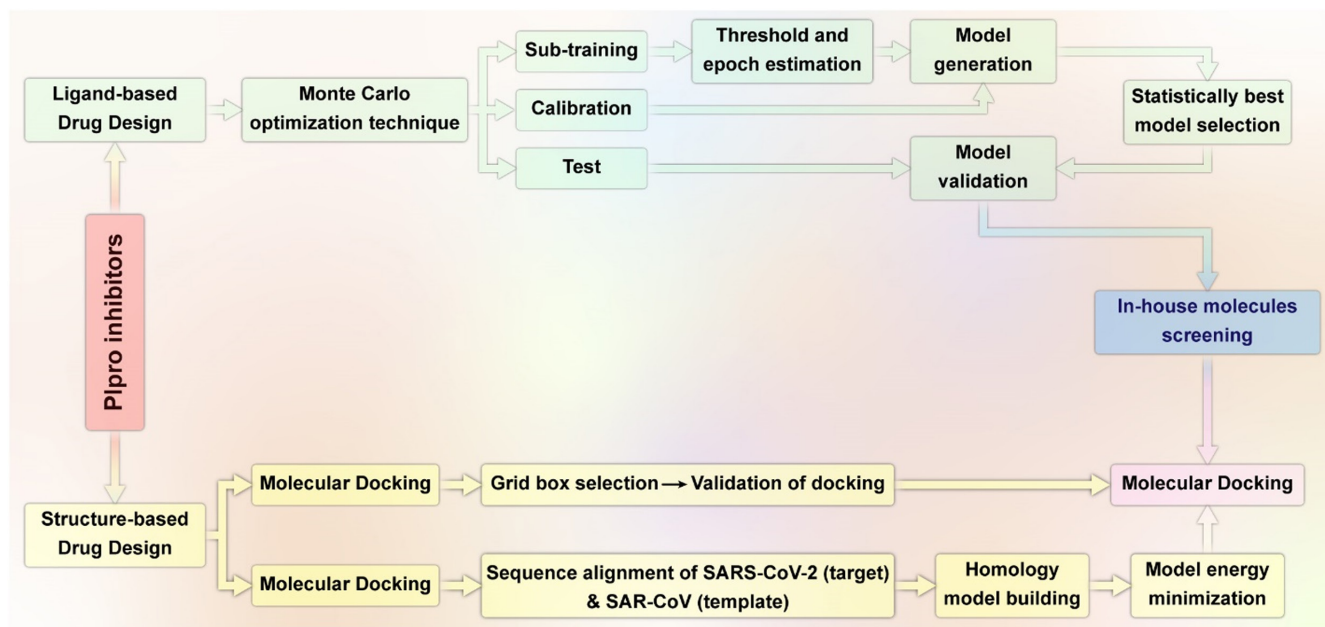 Ligand-based
Drug Design
Monte Carlo
optimization technique
Sub-training
Calibration
Test
Threshold and
epoch estimation
Model
generation
Statistically best
model selection
Model
validation
In-house molecules
screening
Plpro inhibitors
Structure-based
Drug Design
Molecular Docking
Grid box selection → Validation of docking
Molecular Docking
Molecular Docking
Sequence alignment of SARS-CoV-2 (target)
& SAR-CoV (template)
Homology
model building
Model energy
minimization